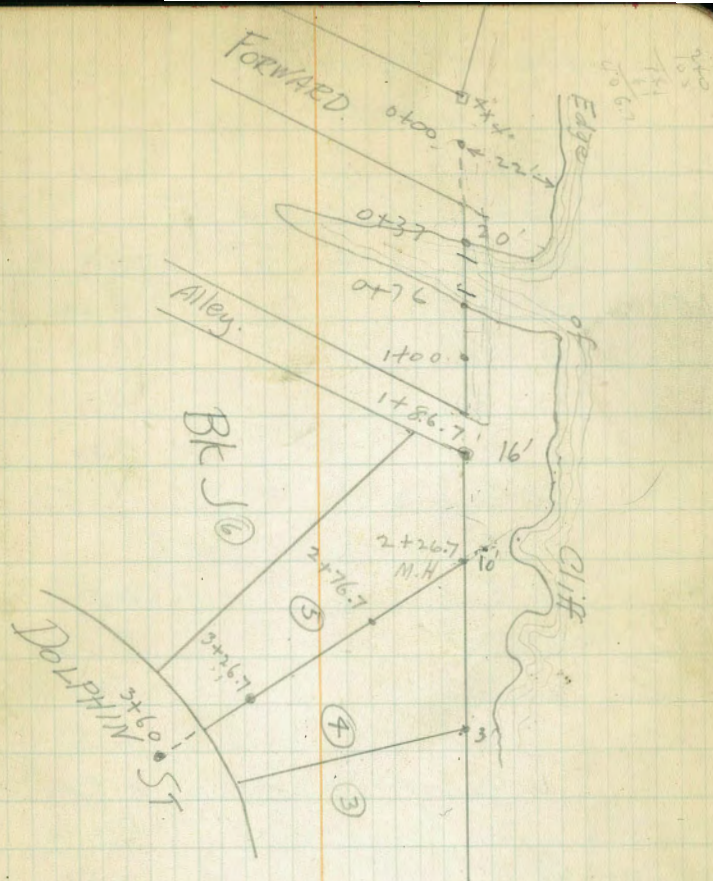 FORWARD.
Edge
0+00
22'
0+37
20'
0+76
of
Alley.
1+00
1+86.7'
16'
Bk J
6
2+26.7
M.H
10'
Cliff
2+76.7
5
3+26.7
4
3
3
DOLPHIN ST
3+60